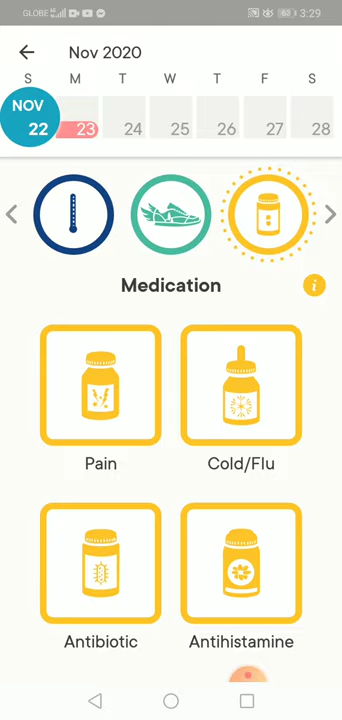 GLOBE 63 3:29
Nov 2020
S M T W T F S
NOV
22 23 24 25 26 27 28
Medication i
Pain Cold/Flu
Antibiotic Antihistamine